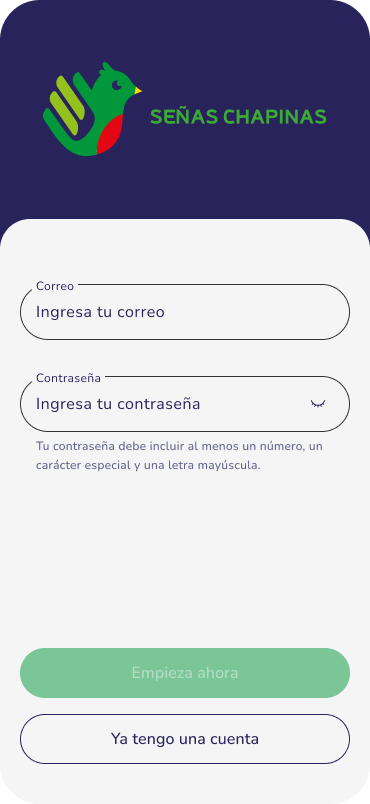 SEÑAS CHAPINAS
Correo
Ingresa tu correo
Contraseña
Ingresa tu contraseña
Tu contraseña debe incluir al menos un número, un
carácter especial y una letra mayúscula.
Empieza ahora
Ya tengo una cuenta